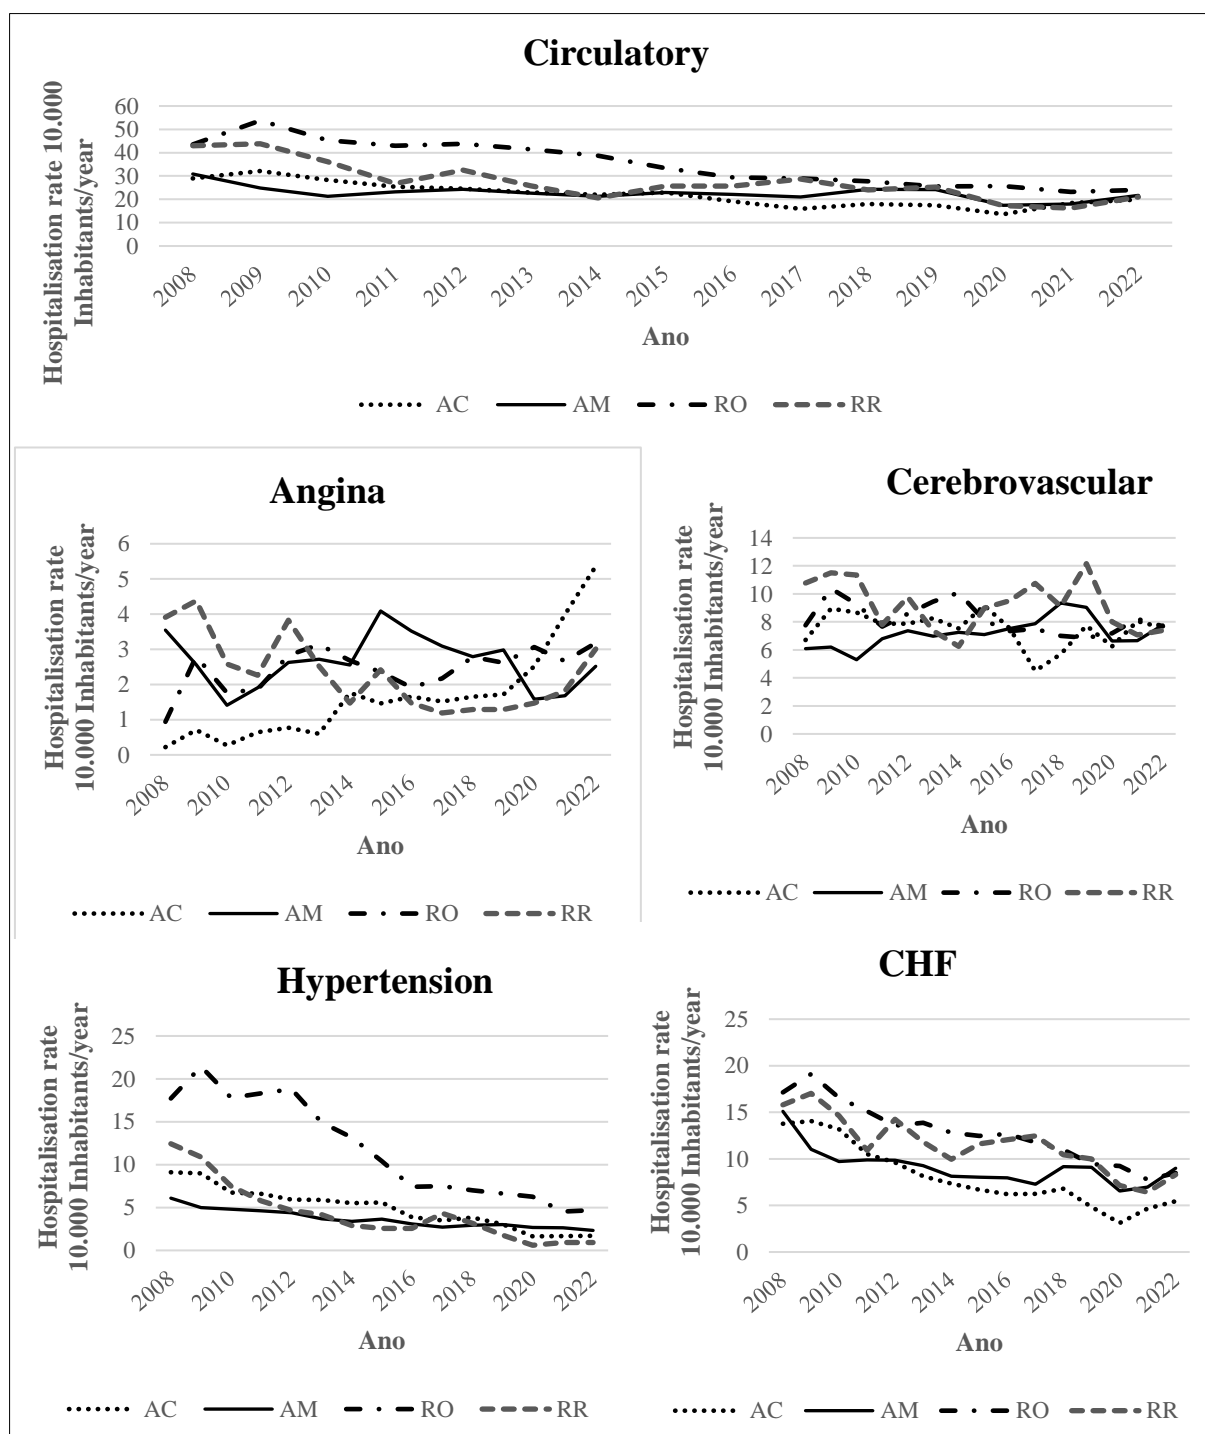 Circulatory
Hospitalisation rate 10.000
Inhabitants/year
60
50
40
30
20
10
0
2008 2009 2010 2011 2012 2013 2014 2015 2016 2017 2018 2019 2020 2021 2022
Ano
AC AM RO RR
Angina
Hospitalisation rate
10.000 Inhabitants/year
6
5
4
3
2
1
0
2008 2010 2012 2014 2016 2018 2020 2022
Ano
AC AM RO RR
Cerebrovascular
Hospitalisation rate
10.000 Inhabitants/year
14
12
10
8
6
4
2
0
2008 2010 2012 2014 2016 2018 2020 2022
Ano
AC AM RO RR
Hypertension
Hospitalisation rate
10.000 Inhabitants/year
25
20
15
10
5
0
2008 2010 2012 2014 2016 2018 2020 2022
Ano
AC AM RO RR
CHF
Hospitalisation rate
10.000 Inhabitants/year
25
20
15
10
5
0
2008 2010 2012 2014 2016 2018 2020 2022
Ano
AC AM RO RR